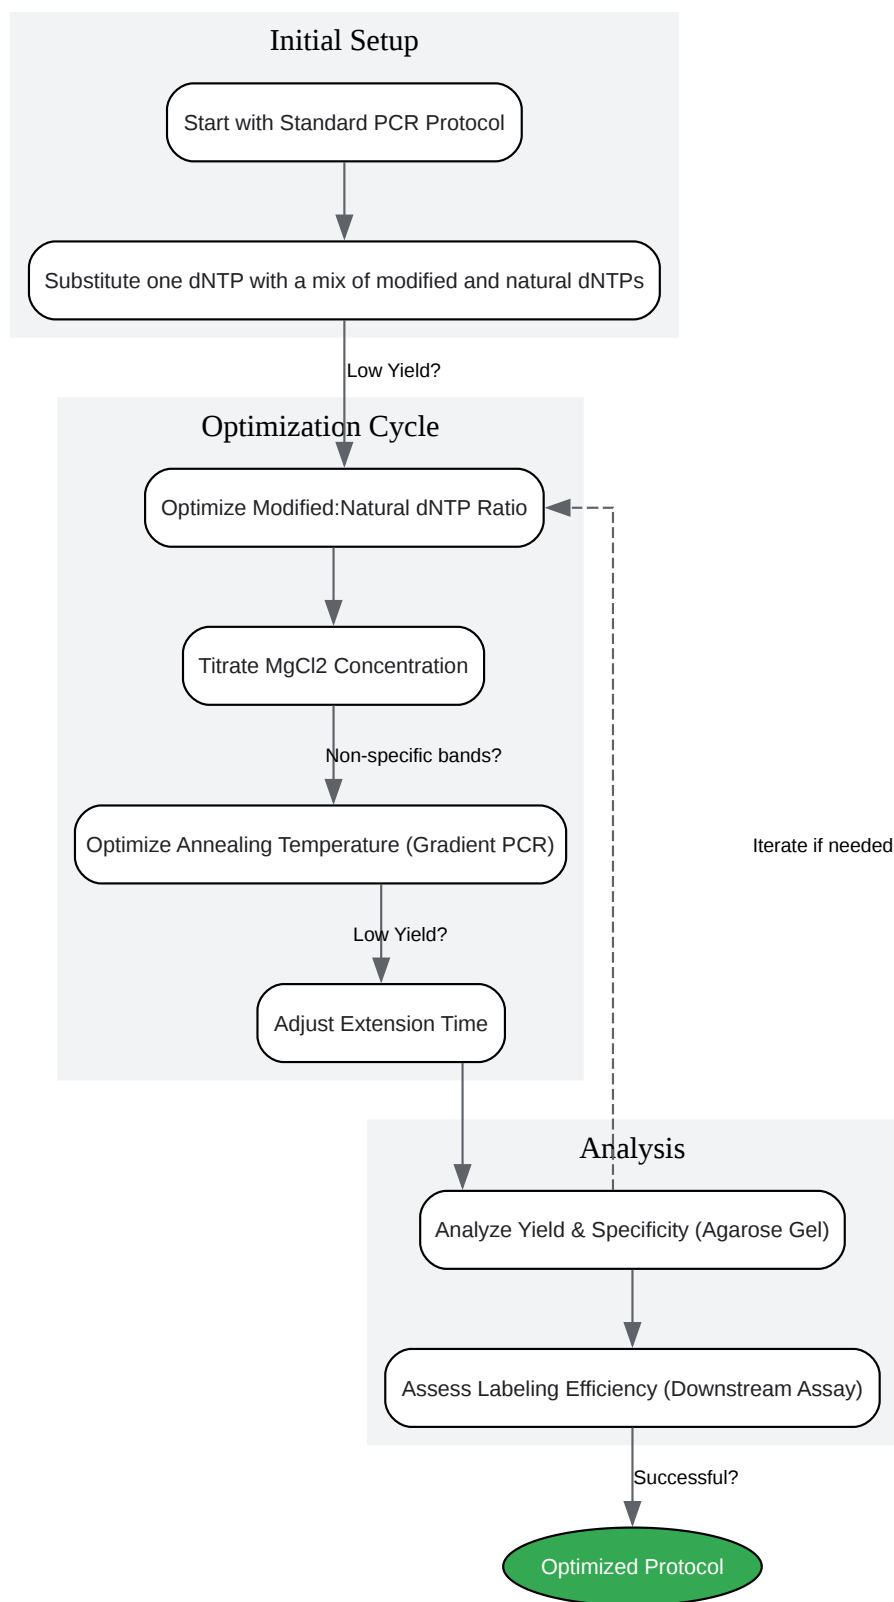 Initial Setup
Start with Standard PCR Protocol
Substitute one dNTP with a mix of modified and natural dNTPs
Low Yield?
Optimization Cycle
Optimize Modified:Natural dNTP Ratio
Titrate MgCl2 Concentration
Non-specific bands?
Optimize Annealing Temperature (Gradient PCR)
Iterate if needed
Low Yield?
Adjust Extension Time
Analysis
Analyze Yield & Specificity (Agarose Gel)
Assess Labeling Efficiency (Downstream Assay)
Successful?
Optimized Protocol